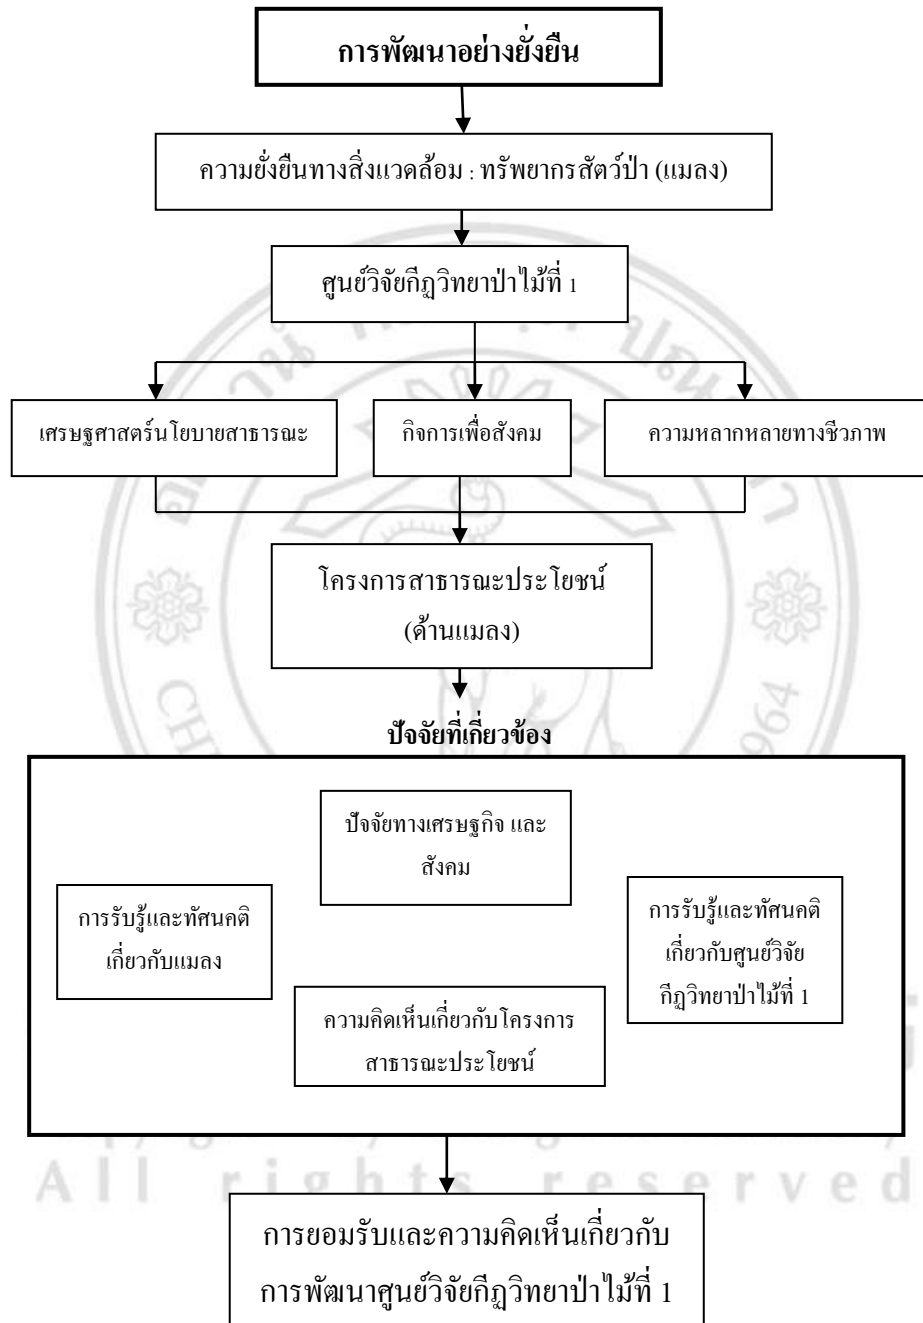 การพัฒนาอย่างยั่งยืน
ความยั่งยืนทางสิ่งแวดล้อม : ทรัพยากรสัตว์ป่า (แมลง)
ศูนย์วิจัยกีฏวิทยาป่าไม้ที่ 1
เศรษฐศาสตร์นโยบายสาธารณะ
กิจการเพื่อสังคม
ความหลากหลายทางชีวภาพ
โครงการสาธารณะประโยชน์
(ด้านแมลง)
ปัจจัยที่เกี่ยวข้อง
ปัจจัยทางเศรษฐกิจ และ
สังคม
การรับรู้และทัศนคติ
เกี่ยวกับแมลง
การรับรู้และทัศนคติ
เกี่ยวกับศูนย์วิจัย
กีฏวิทยาป่าไม้ที่ 1
ความคิดเห็นเกี่ยวกับโครงการ
สาธารณะประโยชน์
All rights reserved
การยอมรับและความคิดเห็นเกี่ยวกับ
การพัฒนาศูนย์วิจัยกีฏวิทยาป่าไม้ที่ 1